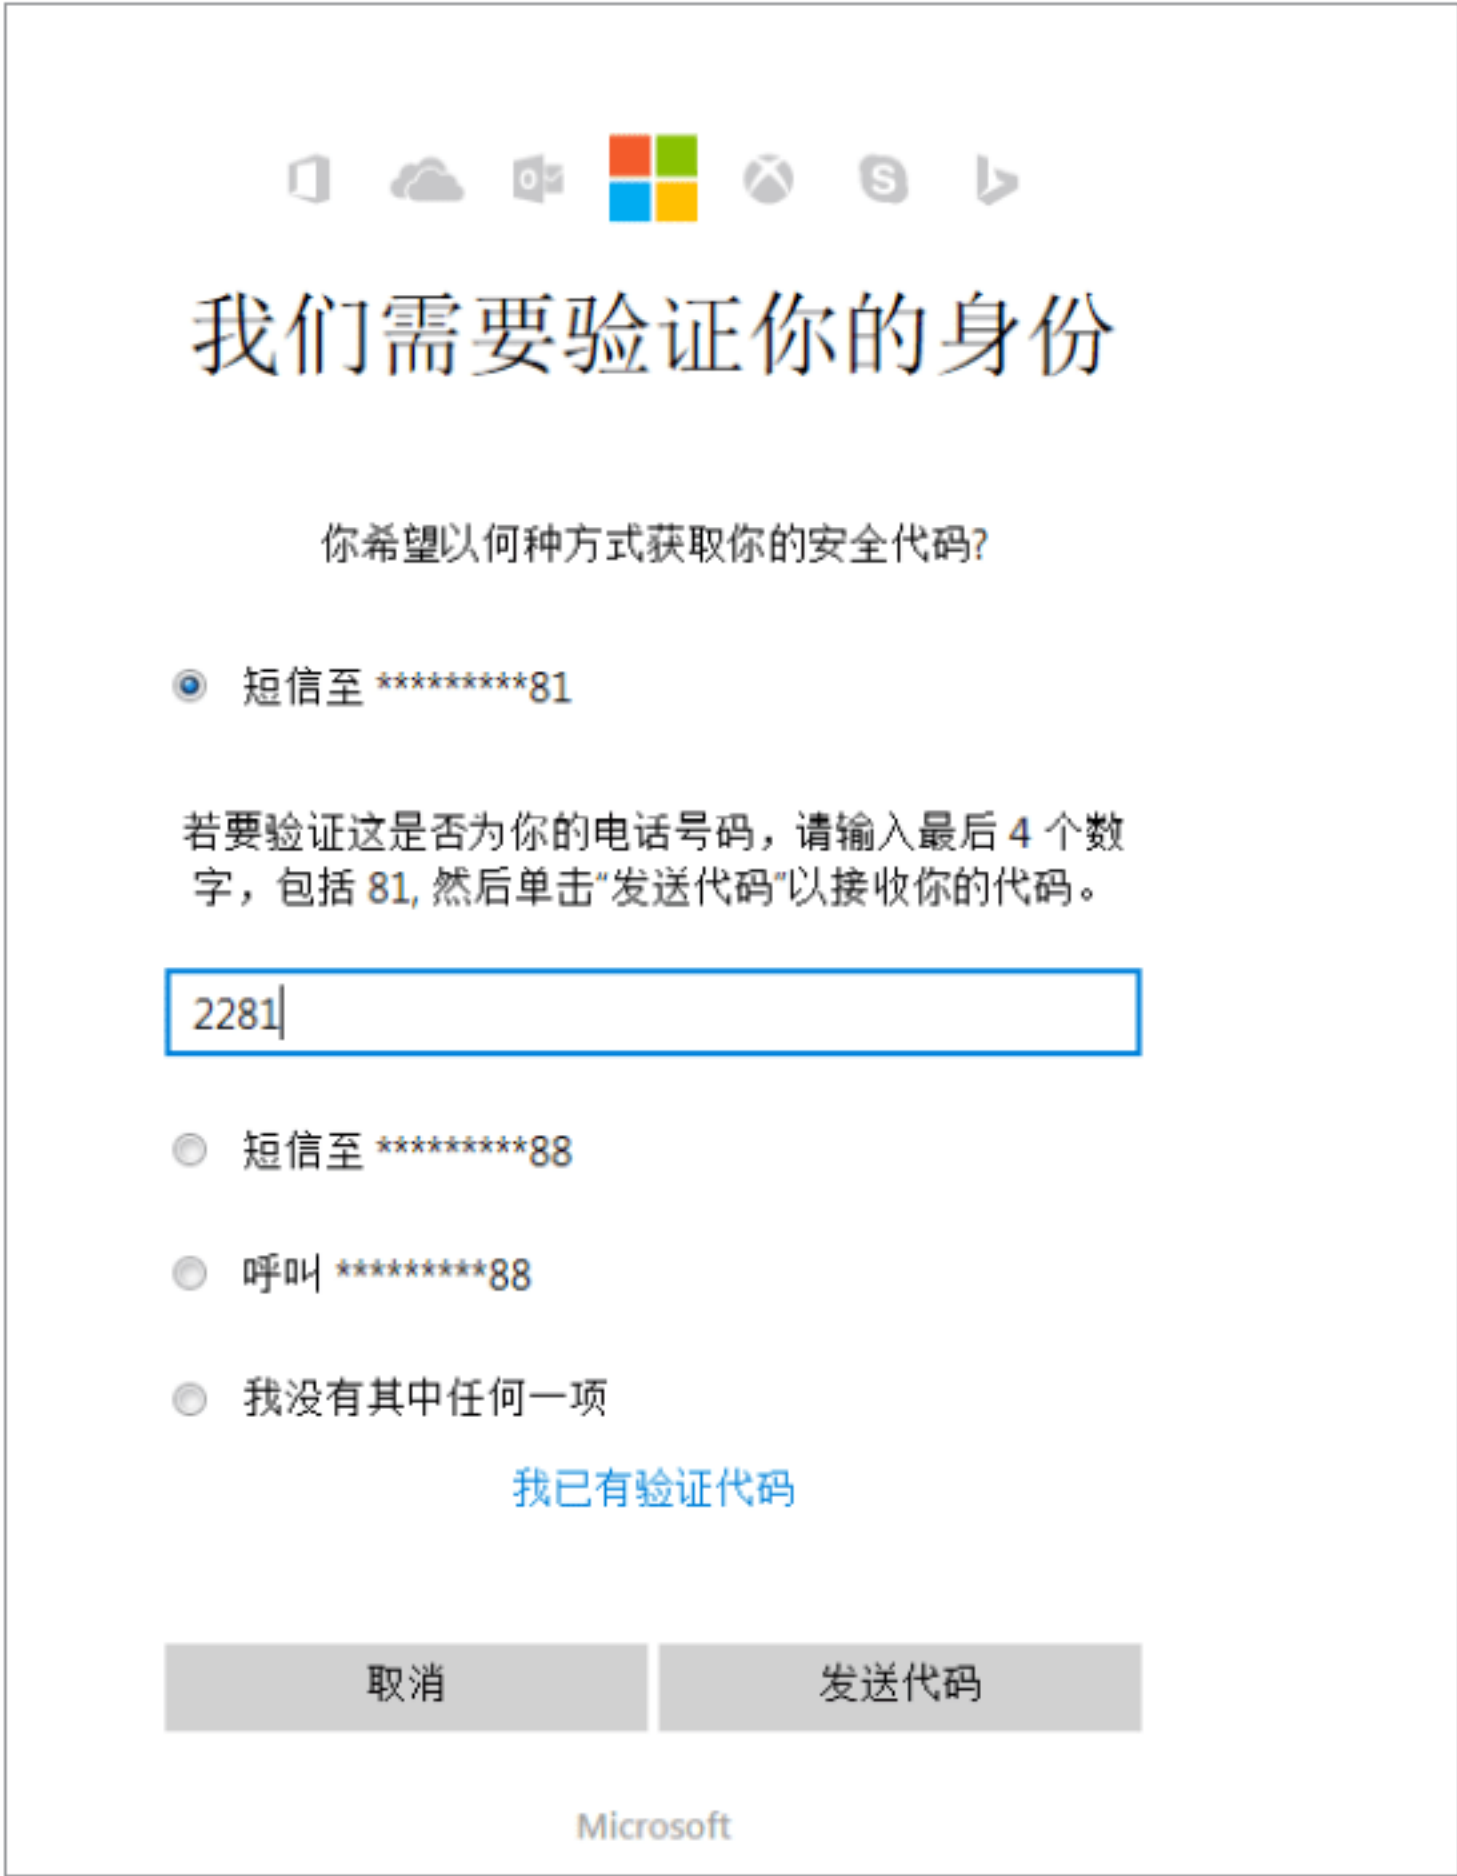 我们需要验证你的身份
你希望以何种方式获取你的安全代码?
短信至 *********81
若要验证这是否为你的电话号码，请输入最后 4 个数
字，包括 81, 然后单击“发送代码”以接收你的代码。
2281
短信至 *********88
呼叫 *********88
我没有其中任何一项
我已有验证代码
取消 发送代码
Microsoft